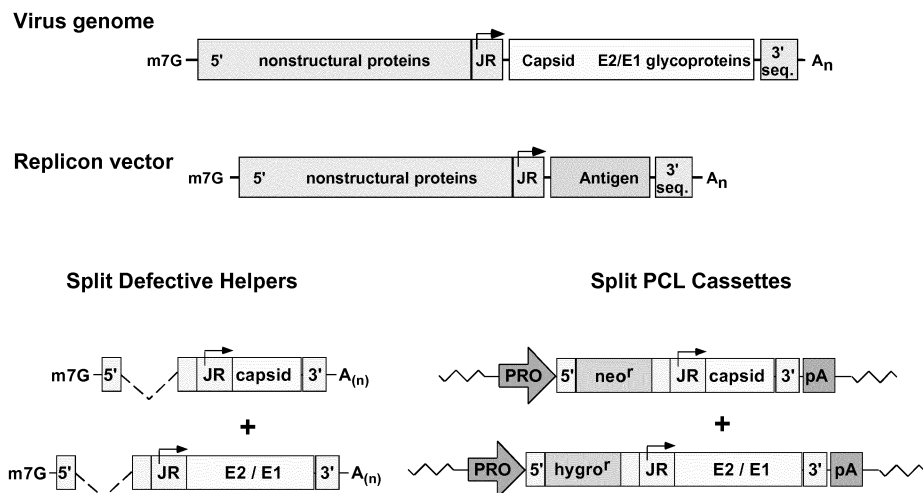 Virus genome
m7G 5' nonstructural proteins JR Capsid E2/E1 glycoproteins 3' seq. An
Replicon vector
m7G 5' nonstructural proteins JR Antigen 3' seq. An
Split Defective Helpers
Split PCL Cassettes
m7G 5' JR capsid 3' A(n)
+
m7G 5' JR E2 / E1 3' A(n)
PRO 5' neor JR capsid 3' pA
+
PRO 5' hygror JR E2 / E1 3' pA